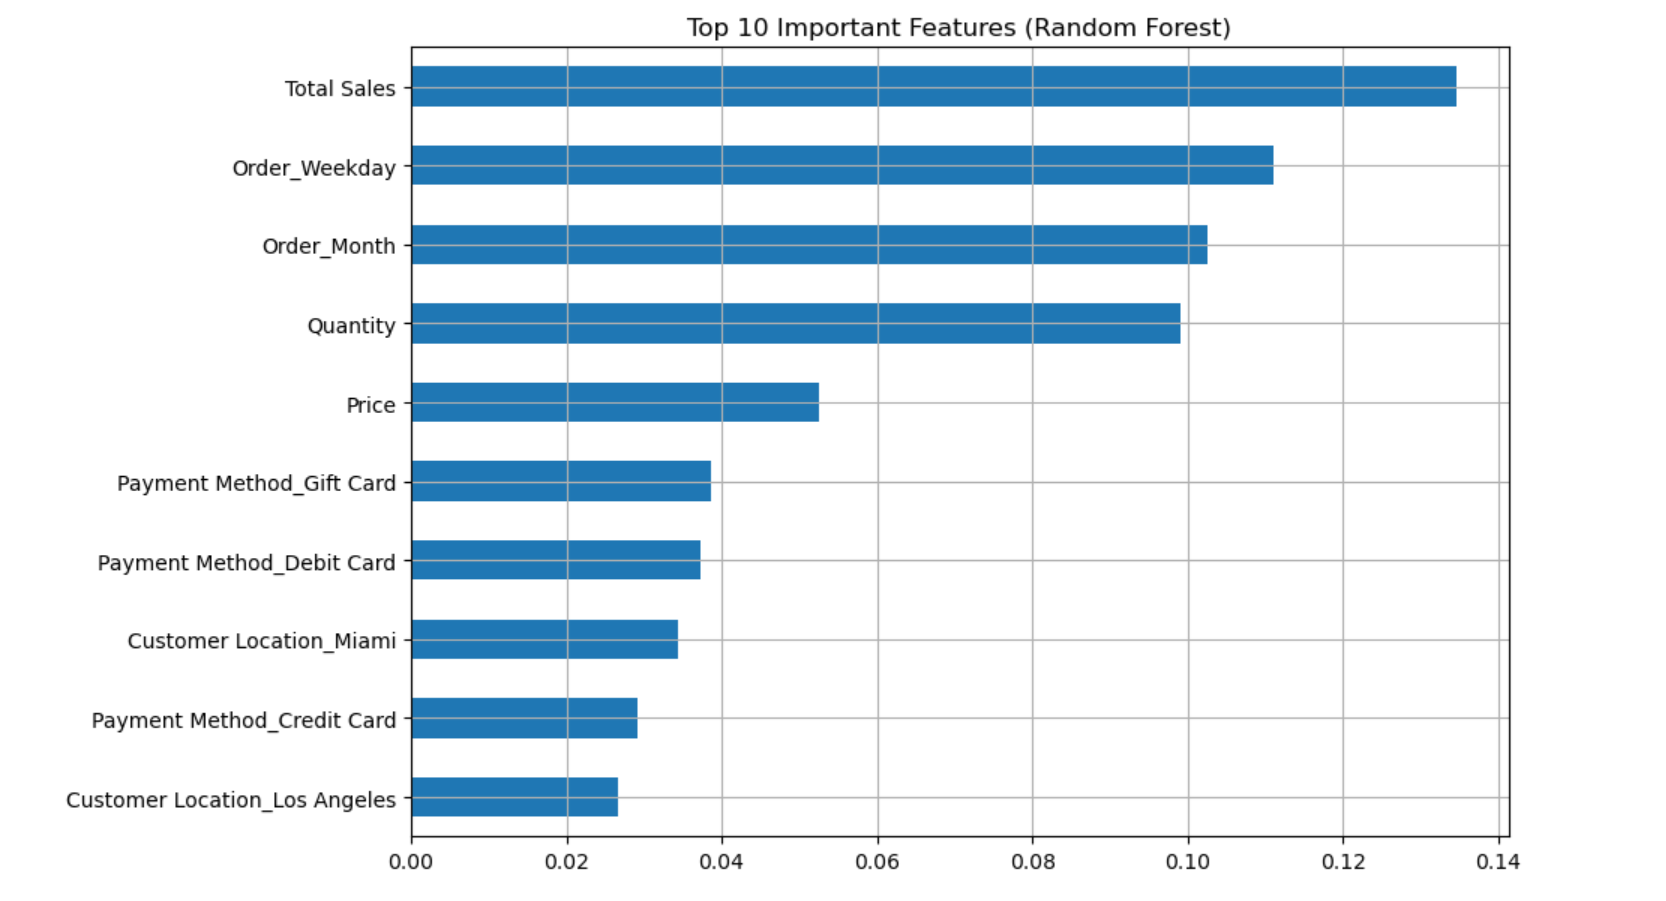 Top 10 Important Features (Random Forest)
Total Sales
Order_Weekday
Order_Month
Quantity
Price
Payment Method_Gift Card
Payment Method_Debit Card
Customer Location_Miami
Payment Method_Credit Card
Customer Location_Los Angeles
0.00 0.02 0.04 0.06 0.08 0.10 0.12 0.14